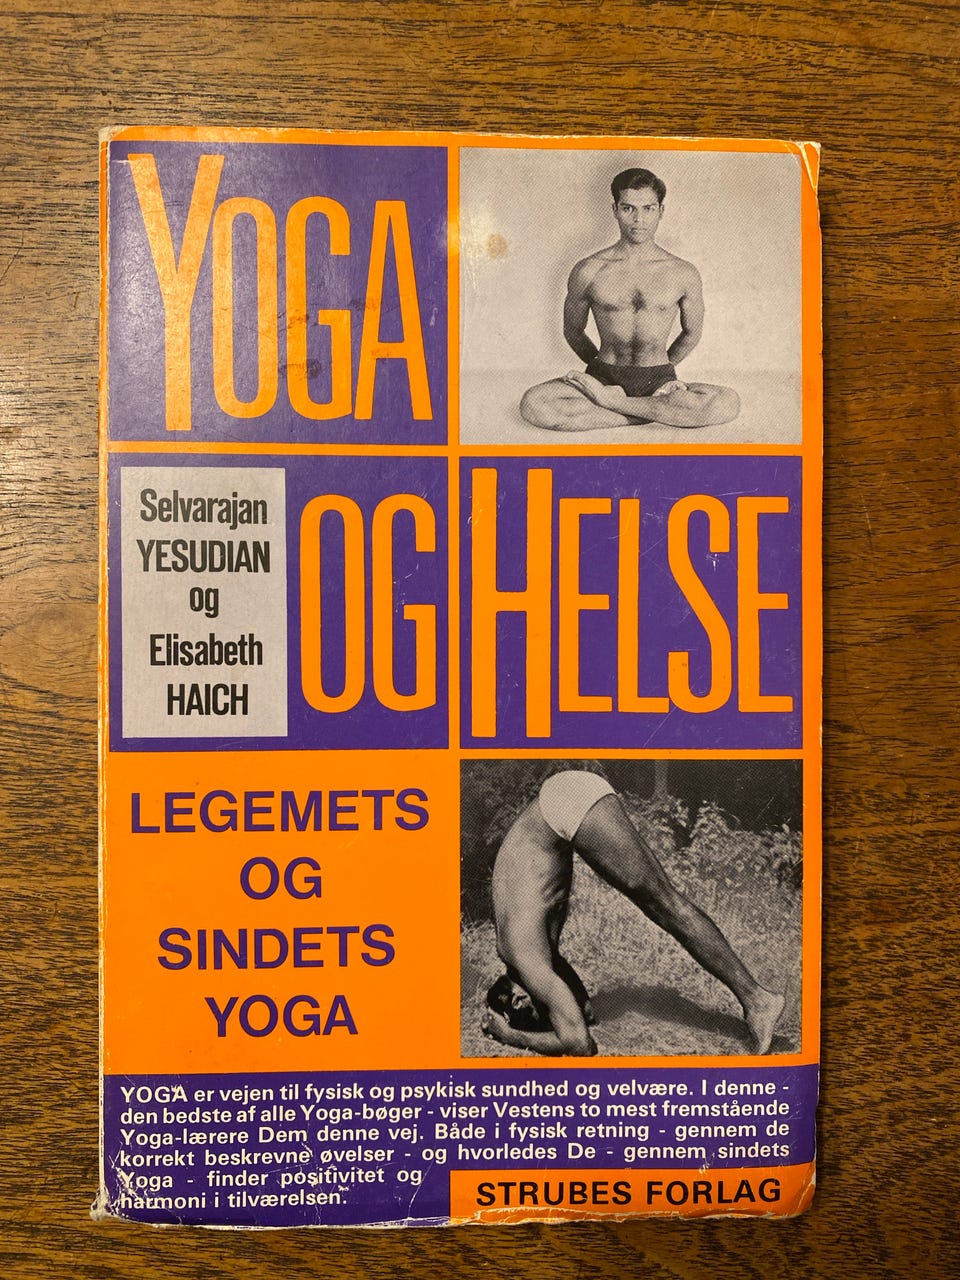 YOGA
Selvarajan
YESUDIAN
og
Elisabeth
HAICH
OG HELSE
LEGEMETS
OG
SINDETS
YOGA
YOGA er vejen til fysisk og psykisk sundhed og velvære. I denne -
den bedste af alle Yoga-bøger - viser Vestens to mest fremstående
Yoga-lærere Dem denne vej. Både i fysisk retning - gennem de
korrekt beskrevne øvelser - og hvorledes De - gennem sindets
Yoga - finder positivitet og
harmoni i tilværelsen.
STRUBES FORLAG